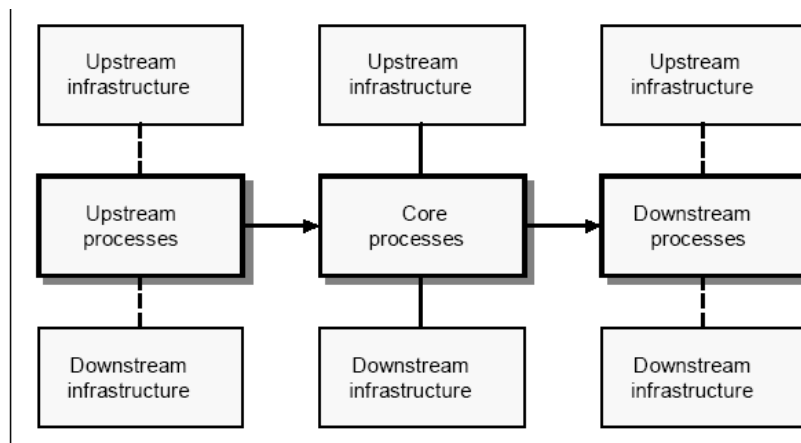 Upstream
infrastructure
Upstream
infrastructure
Upstream
infrastructure
Upstream
processes
Core
processes
Downstream
processes
Downstream
infrastructure
Downstream
infrastructure
Downstream
infrastructure